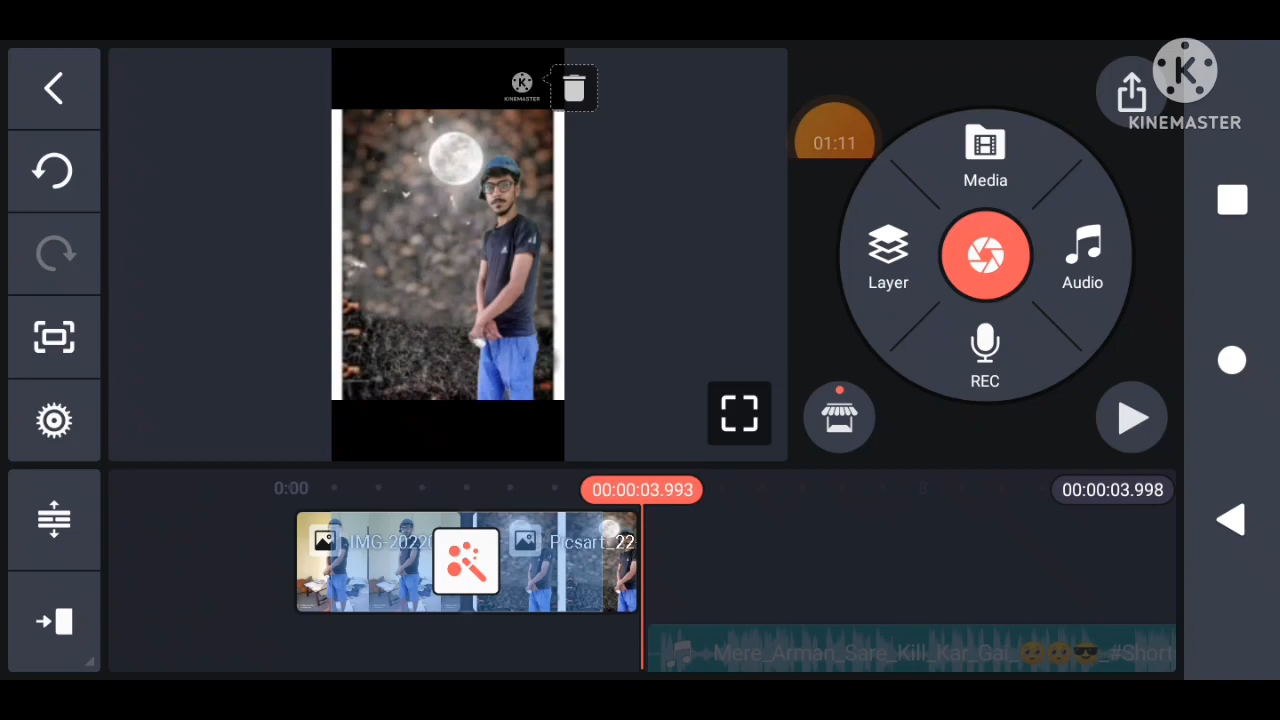 KINEMASTER
01:11
KINEMASTER
Media
Layer
Audio
REC
0:00
00:00:03.993
8
00:00:03.998
IMG-2022
Picsart_22
Mere_Arman_Sare_Kill_Kar_Gai_🥺🥺😎_#Short